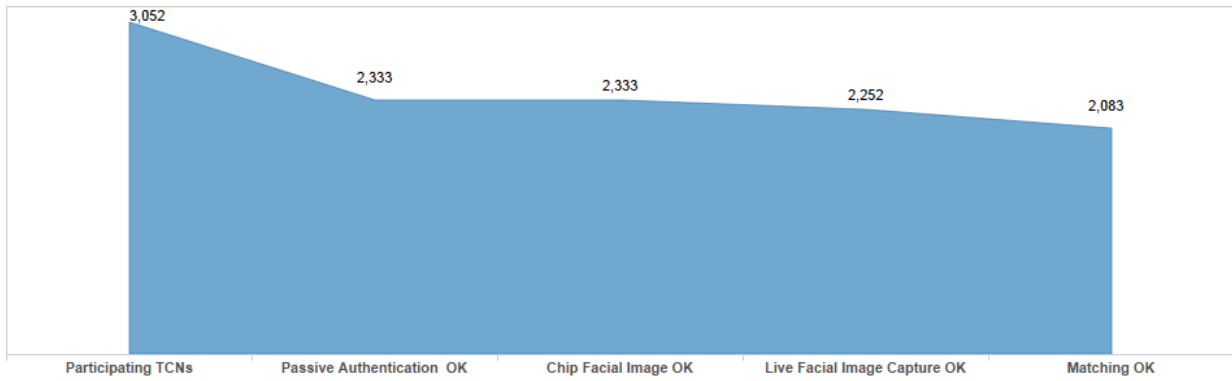 3,052
2,333
2,333
2,252
2,083
Participating TCNs
Passive Authentication  OK
Chip Facial Image OK
Live Facial Image Capture OK
Matching OK